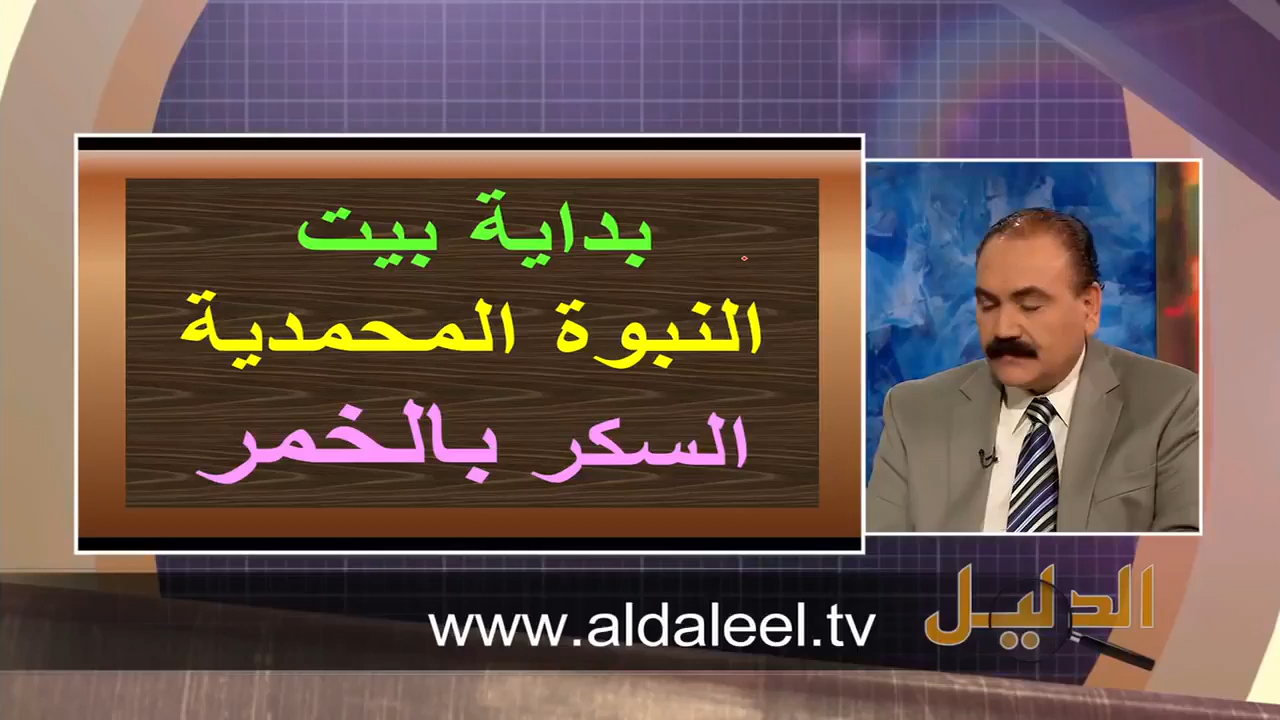 بداية بيت
النبوة المحمدية
السكر بالخمر
www.aldaleel.tv
الدليل